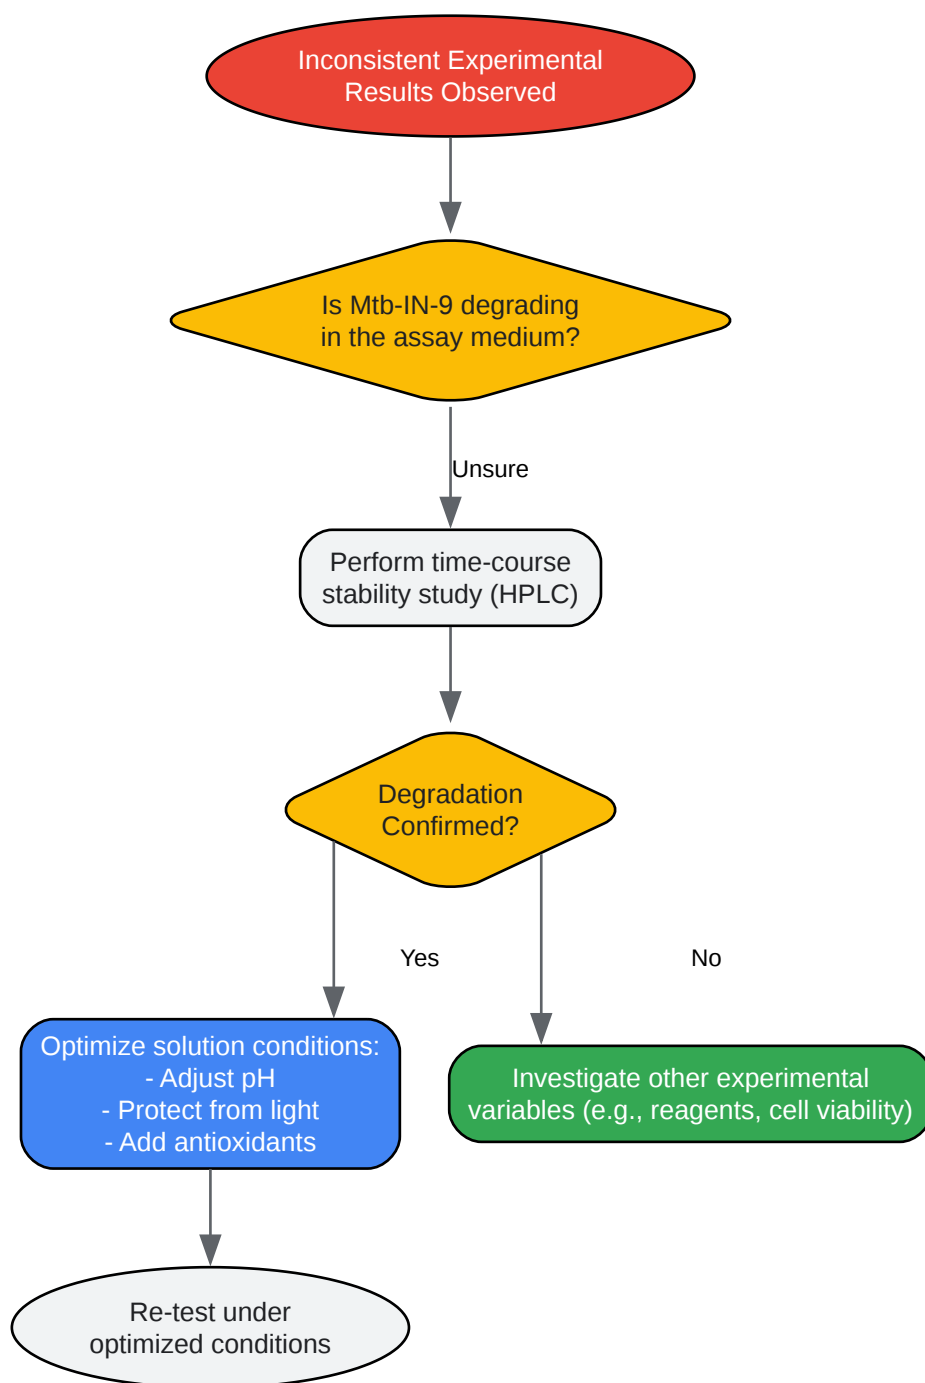 Inconsistent Experimental
Results Observed
Is Mtb-IN-9 degrading
in the assay medium?
Unsure
Perform time-course
stability study (HPLC)
Degradation
Confirmed?
Yes
No
Optimize solution conditions:
- Adjust pH
- Protect from light
- Add antioxidants
Investigate other experimental
variables (e.g., reagents, cell viability)
Re-test under
optimized conditions